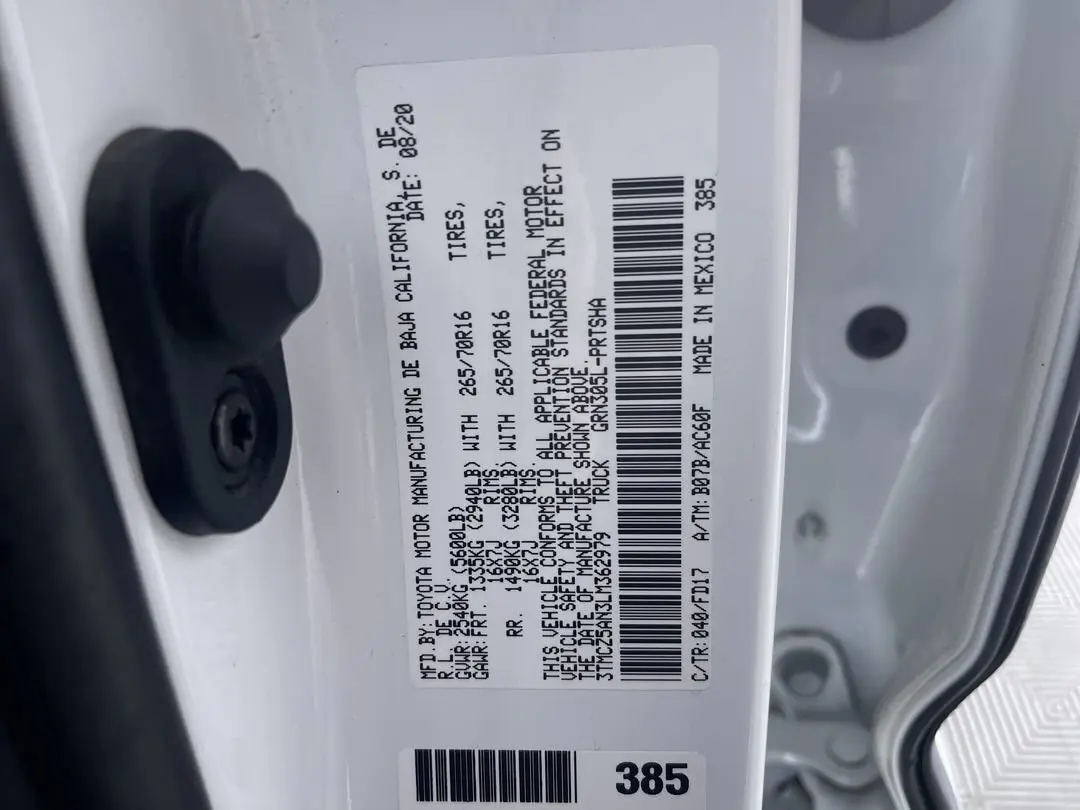 MFD.BY:TOYOTA MOTOR MANUFACTURING DE BAJA CALIFORNIA, S. DE
R.L. DE C.V. DATE: 08/20
GVWR:2540KG (5600LB)
GAWR:FRT. 1335KG (2940LB) WITH 265/70R16 TIRES,
16X7J RIMS.
RR. 1490KG (3280LB) WITH 265/70R16 TIRES,
16X7J RIMS.
THIS VEHICLE CONFORMS TO ALL APPLICABLE FEDERAL MOTOR
VEHICLE SAFETY AND THEFT PREVENTION STANDARDS IN EFFECT ON
THE DATE OF MANUFACTURE SHOWN ABOVE.
3TMCZ5AN3LM362979 TRUCK GRN305L-PRTSHA
C/TR:040/FD17 A/TM:B07B/AC60F MADE IN MEXICO 385
385